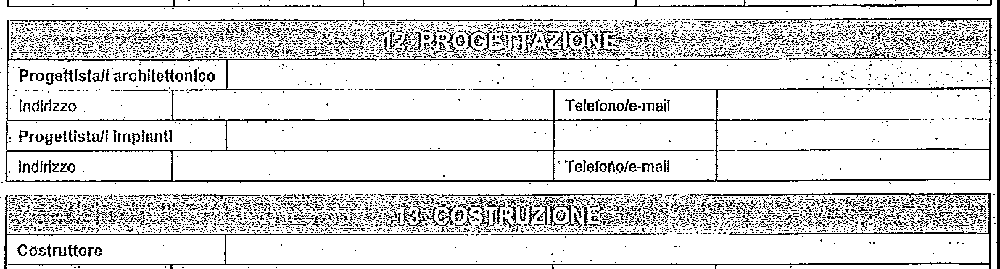 12. PROGETTAZIONE
Progettista/i architettonico
Indirizzo Telefono/e-mail
Progettista/i impianti
Indirizzo Telefono/e-mail
13. COSTRUZIONE
Costruttore